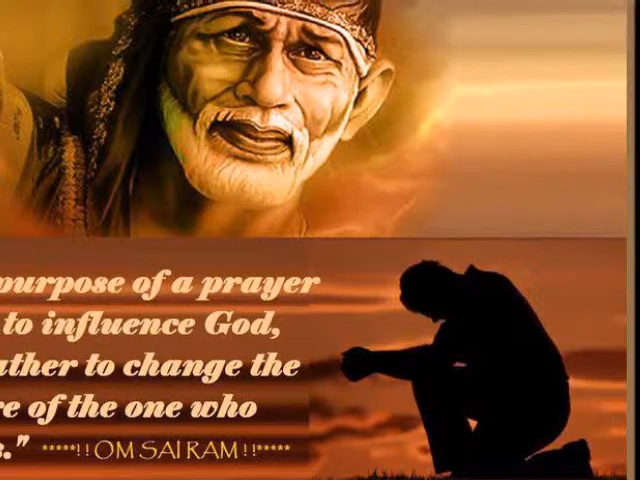 purpose of a prayer
to influence God,
ather to change the
re of the one who
s." *****!!OM SAI RAM!!*****